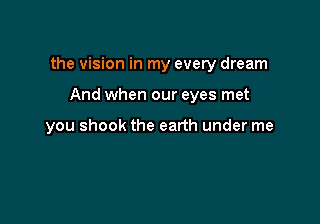 the vision in my every dream
And when our eyes met
you shook the earth under me